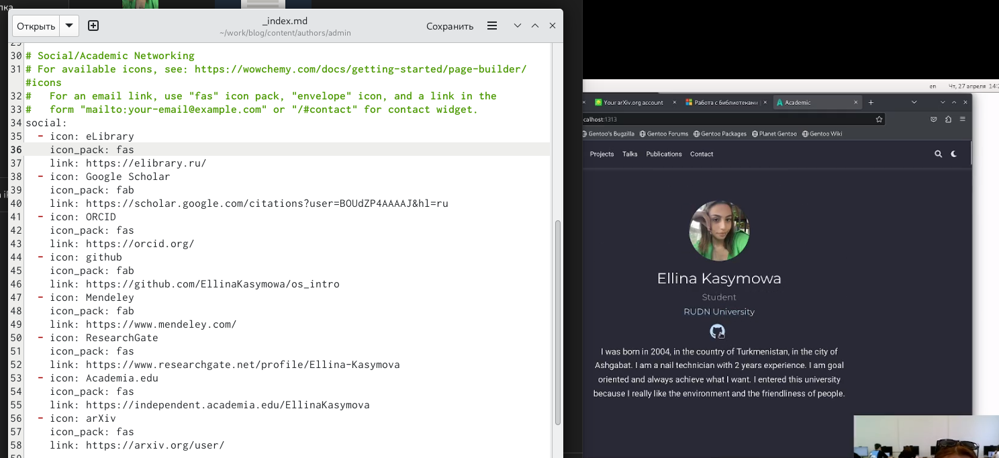 лка
Открыть
_index.md
~/work/blog/content/authors/admin
Сохранить
29
30 # Social/Academic Networking
31 # For available icons, see: https://wowchemy.com/docs/getting-started/page-builder/
#icons
32 #   For an email link, use "fas" icon pack, "envelope" icon, and a link in the
33 #   form "mailto:your-email@example.com" or "/#contact" for contact widget.
34 social:
35   - icon: eLibrary
36     icon_pack: fas
37     link: https://elibrary.ru/
38   - icon: Google Scholar
39     icon_pack: fab
40     link: https://scholar.google.com/citations?user=BOUdZP4AAAAJ&hl=ru
41   - icon: ORCID
42     icon_pack: fas
43     link: https://orcid.org/
44   - icon: github
45     icon_pack: fab
46     link: https://github.com/EllinaKasymowa/os_intro
47   - icon: Mendeley
48     icon_pack: fab
49     link: https://www.mendeley.com/
50   - icon: ResearchGate
51     icon_pack: fas
52     link: https://www.researchgate.net/profile/Ellina-Kasymova
53   - icon: Academia.edu
54     icon_pack: fas
55     link: https://independent.academia.edu/EllinaKasymova
56   - icon: arXiv
57     icon_pack: fas
58     link: https://arxiv.org/user/
en Чт, 27 апреля 14:
Your arXiv.org account Работа с библиотеками Academic
calhost:1313
Gentoo's Bugzilla Gentoo Forums Gentoo Packages Planet Gentoo Gentoo Wiki
Projects Talks Publications Contact
Ellina Kasymowa
Student
RUDN University
I was born in 2004, in the country of Turkmenistan, in the city of
Ashgabat. I am a nail technician with 2 years experience. I am goal
oriented and always achieve what I want. I entered this university
because I really like the environment and the friendliness of people.